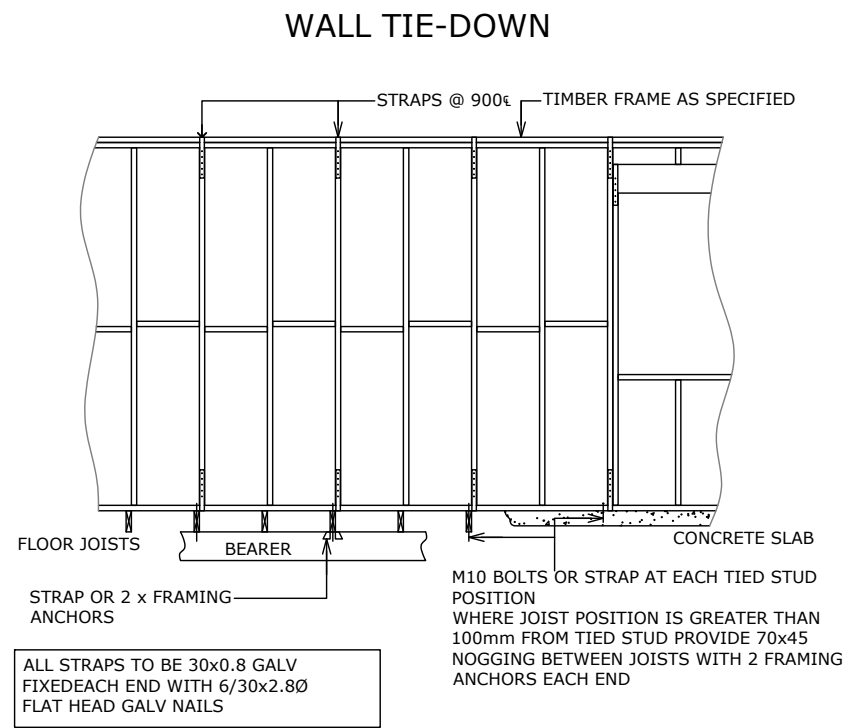 WALL TIE-DOWN
STRAPS @ 900℄
TIMBER FRAME AS SPECIFIED
FLOOR JOISTS
BEARER
CONCRETE SLAB
STRAP OR 2 x FRAMING
ANCHORS
M10 BOLTS OR STRAP AT EACH TIED STUD
POSITION
WHERE JOIST POSITION IS GREATER THAN
100mm FROM TIED STUD PROVIDE 70x45
NOGGING BETWEEN JOISTS WITH 2 FRAMING
ANCHORS EACH END
ALL STRAPS TO BE 30x0.8 GALV
FIXEDEACH END WITH 6/30x2.8Ø
FLAT HEAD GALV NAILS